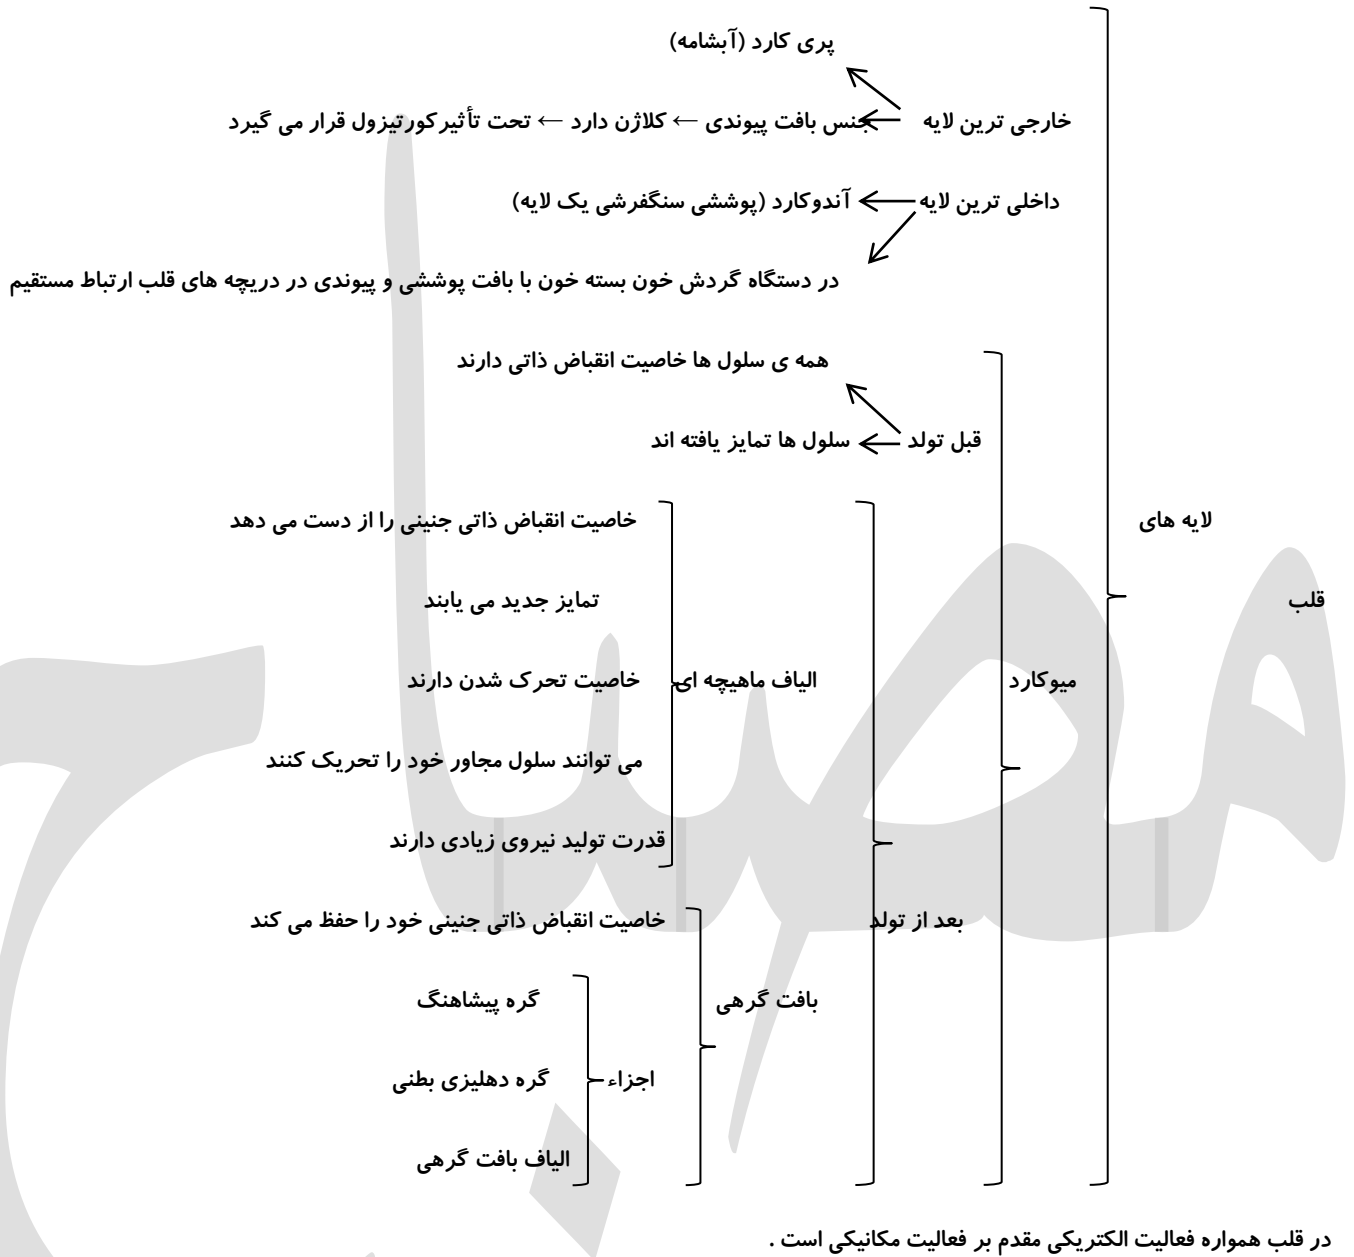 پری کارد (آبشامه)
خارجی ترین لایه جنس بافت پیوندی ← کلاژن دارد ← تحت تأثیرکورتیزول قرار می گیرد
داخلی ترین لایه آندوکارد (پوششی سنگفرشی یک لایه)
در دستگاه گردش خون بسته خون با بافت پوششی و پیوندی در دریچه های قلب ارتباط مستقیم
همه ی سلول ها خاصیت انقباض ذاتی دارند
قبل تولد سلول ها تمایز یافته اند
لایه های خاصیت انقباض ذاتی جنینی را از دست می دهد
قلب تمایز جدید می یابند
میوکارد الیاف ماهیچه ای خاصیت تحرک شدن دارند
می توانند سلول مجاور خود را تحریک کنند
قدرت تولید نیروی زیادی دارند
بعد از تولد خاصیت انقباض ذاتی جنینی خود را حفظ می کند
بافت گرهی گره پیشاهنگ
اجزاء گره دهلیزی بطنی
الیاف بافت گرهی
در قلب همواره فعالیت الکتریکی مقدم بر فعالیت مکانیکی است .
مصباح